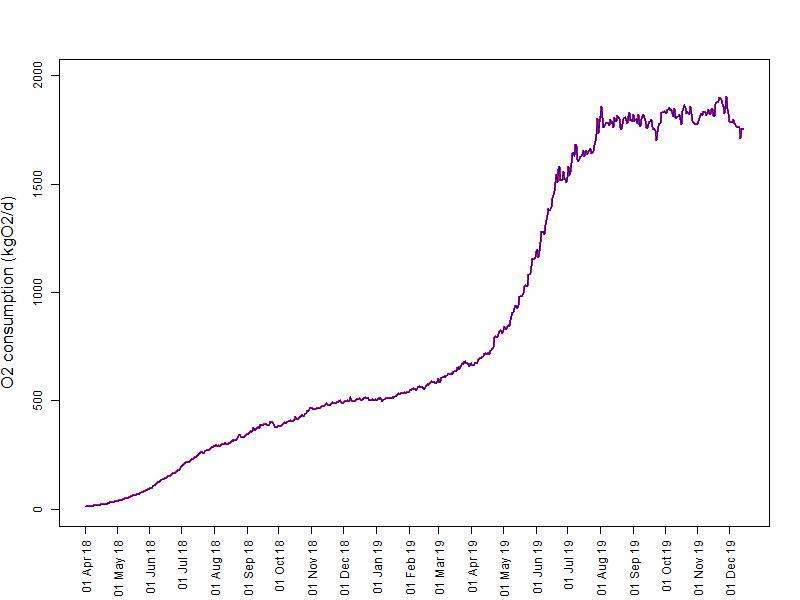 O2 consumption (kgO2/d)
2000
1500
1000
500
0
01 Apr 18
01 May 18
01 Jun 18
01 Jul 18
01 Aug 18
01 Sep 18
01 Oct 18
01 Nov 18
01 Dec 18
01 Jan 19
01 Feb 19
01 Mar 19
01 Apr 19
01 May 19
01 Jun 19
01 Jul 19
01 Aug 19
01 Sep 19
01 Oct 19
01 Nov 19
01 Dec 19